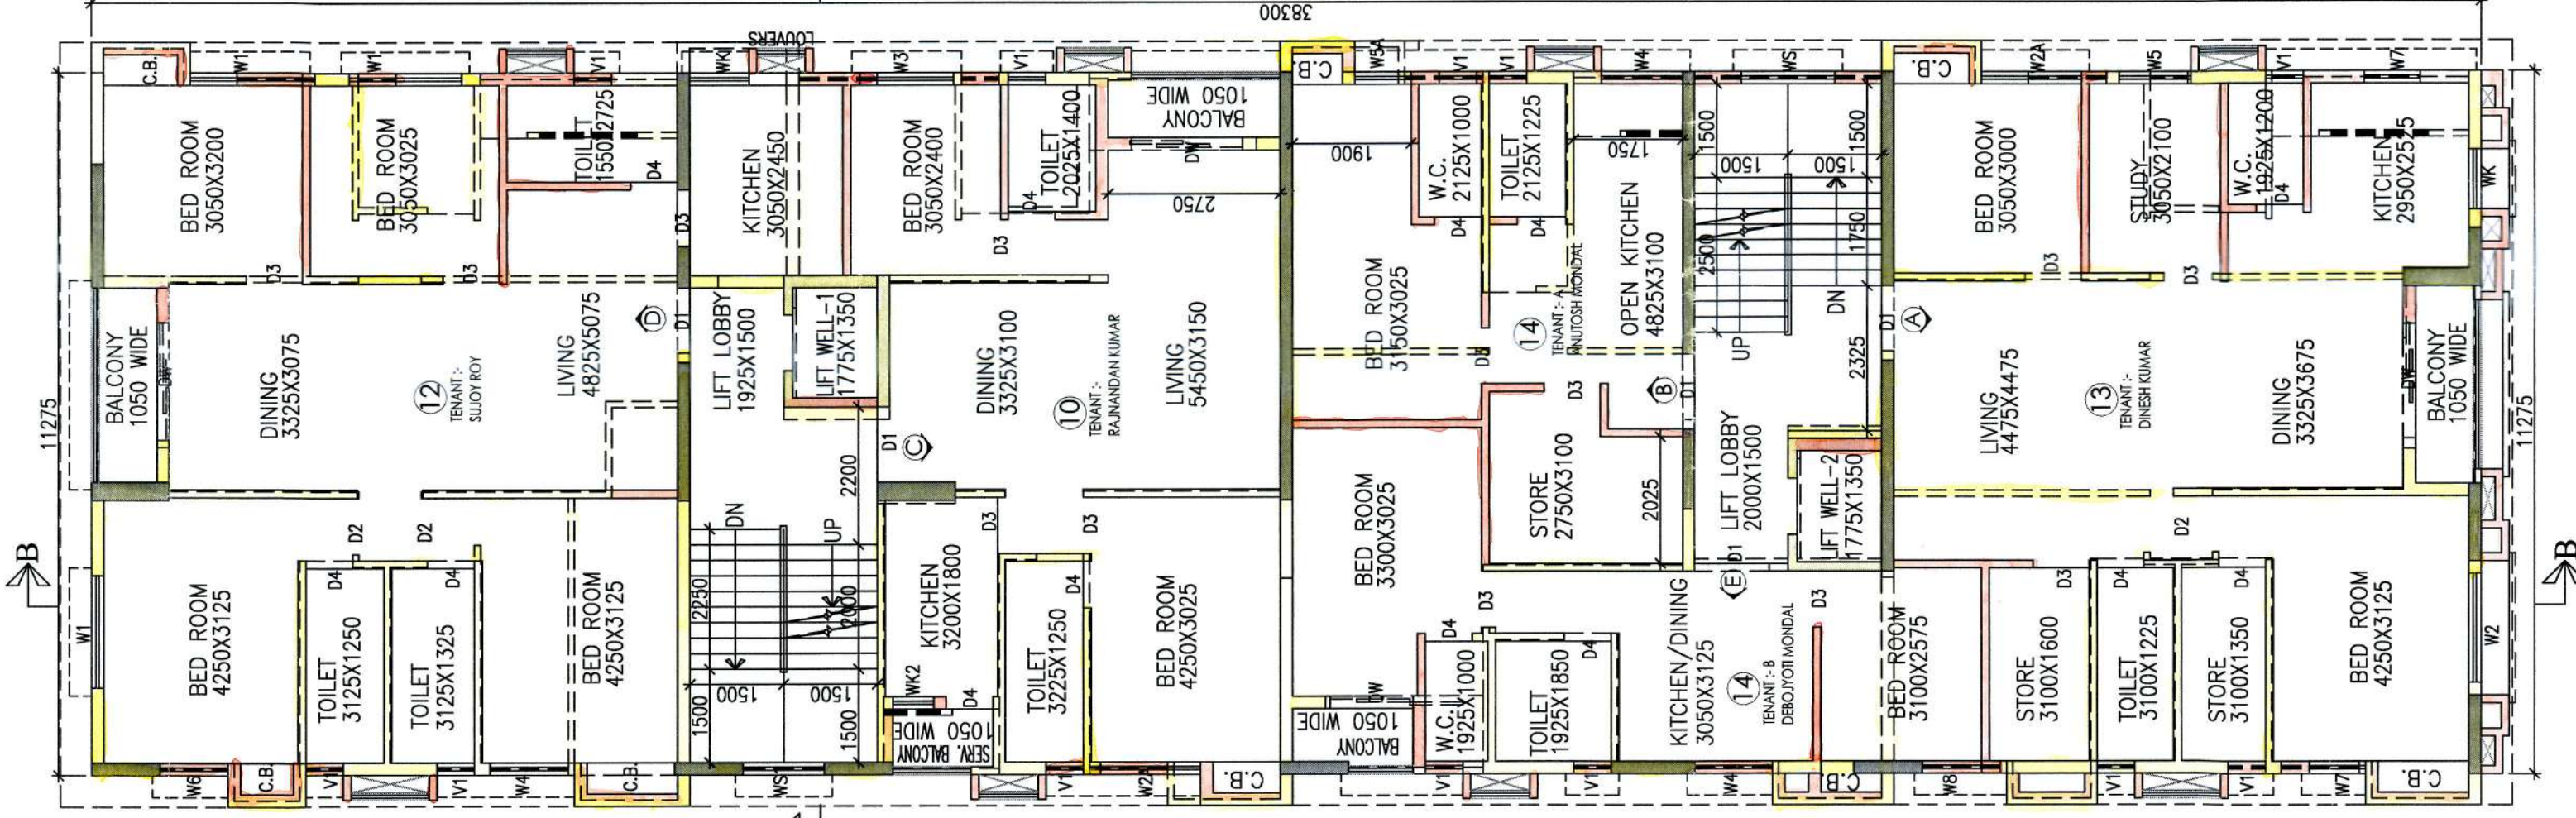 38300
LOUVERS
C.B.
W1
W1
V1
WK
W3
V1
C.B.
W5A
V1
V1
W4
WS
C.B.
W2A
W5
V1
W7
BED ROOM
3050X3200
BED ROOM
3050X3025
TOILET
1550X2725
D4
KITCHEN
3050X2450
BED ROOM
3050X2400
TOILET
2025X1400
D4
BALCONY
1050 WIDE
DW
2750
1900
W.C.
2125X1000
D4
TOILET
2125X1225
D4
1750
1500
1500
1500
1500
BED ROOM
3050X3000
STUDY
3050X2100
W.C.
1925X1200
D4
KITCHEN
2950X2525
WK
D3
D3
D3
D3
D3
D3
11275
BALCONY
1050 WIDE
DW
DINING
3325X3075
12
TENANT :-
SUJOY ROY
LIVING
4825X5075
D
D1
LIFT LOBBY
1925X1500
LIFT WELL-1
1775X1350
DINING
3325X3100
10
TENANT :-
RAJNANDAN KUMAR
LIVING
5450X3150
BED ROOM
3150X3025
D3
14
TENANT :- A
ANUTOSH MONDAL
OPEN KITCHEN
4825X3100
2500
1750
UP
DN
2325
D1
A
LIVING
4475X4475
13
TENANT :-
DINESH KUMAR
DINING
3325X3675
DW
BALCONY
1050 WIDE
11275
D1
C
2200
D3
B
D1
B
D2
D2
DN
UP
D3
D3
BED ROOM
3300X3025
STORE
2750X3100
2025
LIFT LOBBY
2000X1500
LIFT WELL-2
1775X1350
D2
B
W1
BED ROOM
4250X3125
D4
TOILET
3125X1250
TOILET
3125X1325
D4
BED ROOM
4250X3125
2250
2000
1500
1500
1500
1500
KITCHEN
3200X1800
WK2
D4
SERV. BALCONY
1050 WIDE
TOILET
3225X1250
D4
BED ROOM
4250X3025
D3
D4
BALCONY
1050 WIDE
DW
W.C.
1925X1000
TOILET
1925X1850
D4
KITCHEN/DINING
3050X3125
E
D1
14
TENANT :-B
DEBOJYOTI MONDAL
D3
BED ROOM
3100X2575
STORE
3100X1600
D3
TOILET
3100X1225
D4
STORE
3100X1350
D4
BED ROOM
4250X3125
W2
W6
C.B.
V1
V1
W4
C.B.
WS
V1
C.B.
V1
V1
W4
C.B.
W8
V1
V1
W7
C.B.